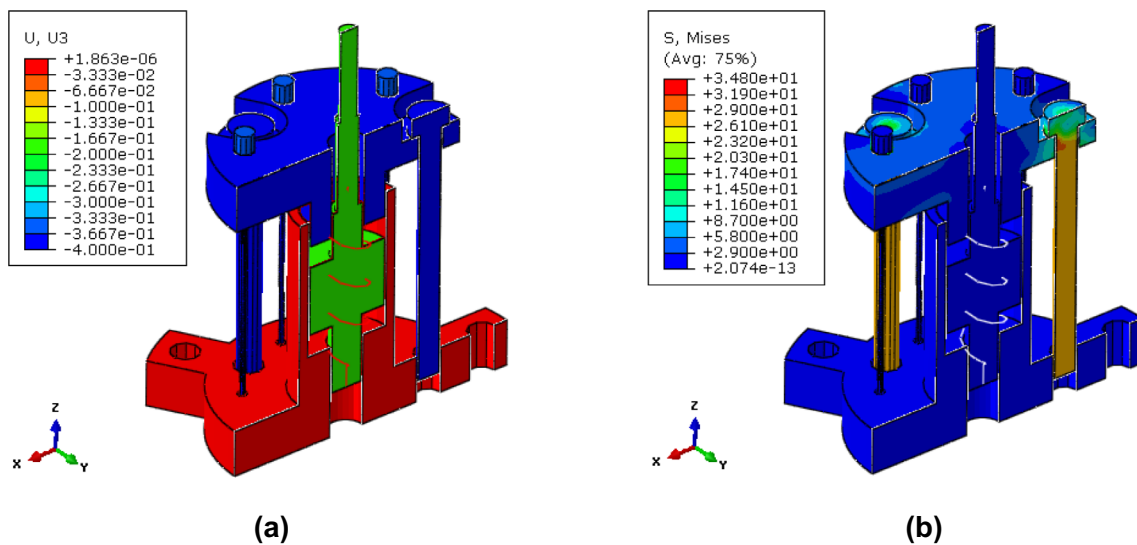 U, U3
+1.863e-06
-3.333e-02
-6.667e-02
-1.000e-01
-1.333e-01
-1.667e-01
-2.000e-01
-2.333e-01
-2.667e-01
-3.000e-01
-3.333e-01
-3.667e-01
-4.000e-01
Z
X
Y
(a)
S, Mises
(Avg: 75%)
+3.480e+01
+3.190e+01
+2.900e+01
+2.610e+01
+2.320e+01
+2.030e+01
+1.740e+01
+1.450e+01
+1.160e+01
+8.700e+00
+5.800e+00
+2.900e+00
+2.074e-13
Z
X
Y
(b)